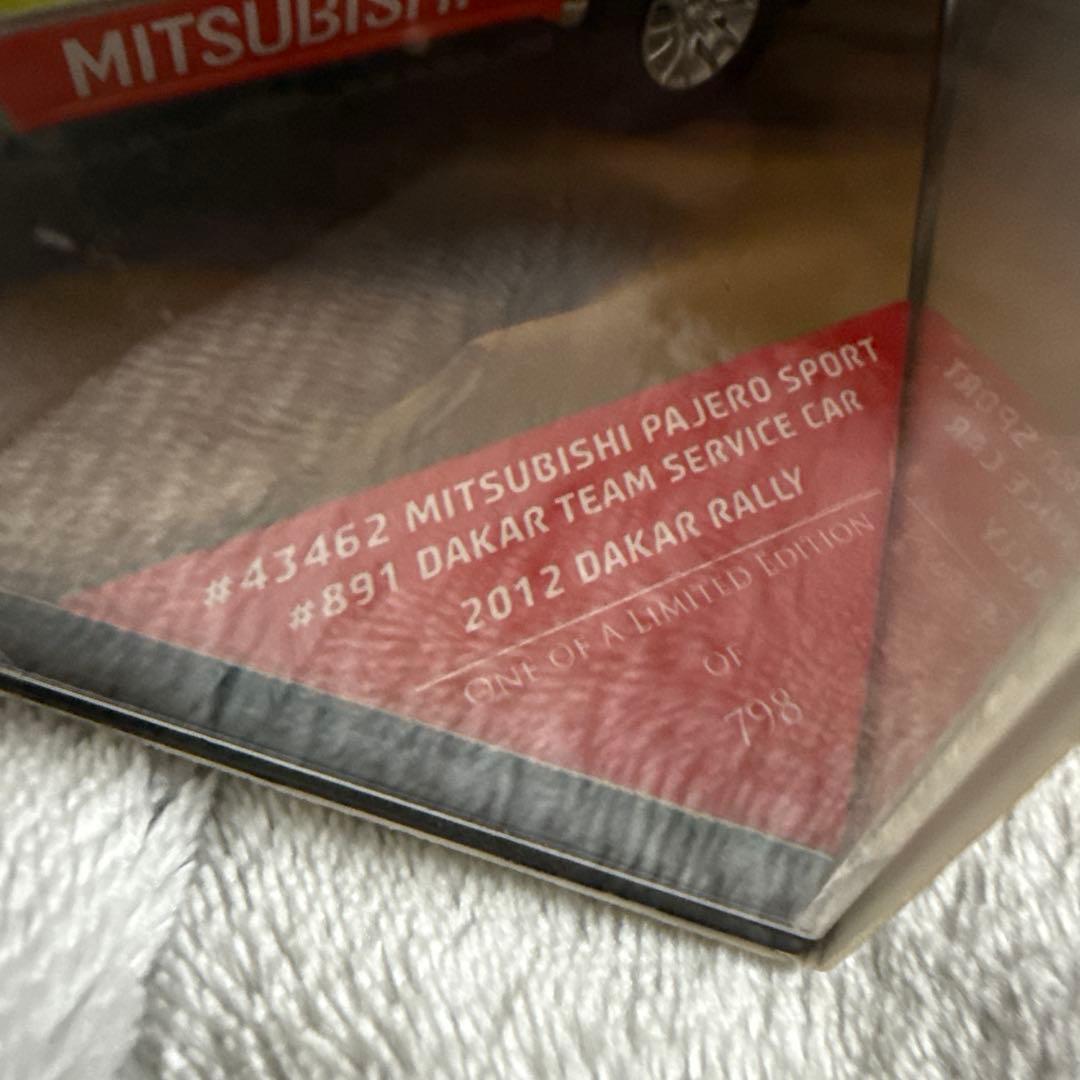 MITSUBISHI
#43462 MITSUBISHI PAJERO SPORT
#891 DAKAR TEAM SERVICE CAR
2012 DAKAR RALLY
ONE OF A LIMITED EDITION
OF
798